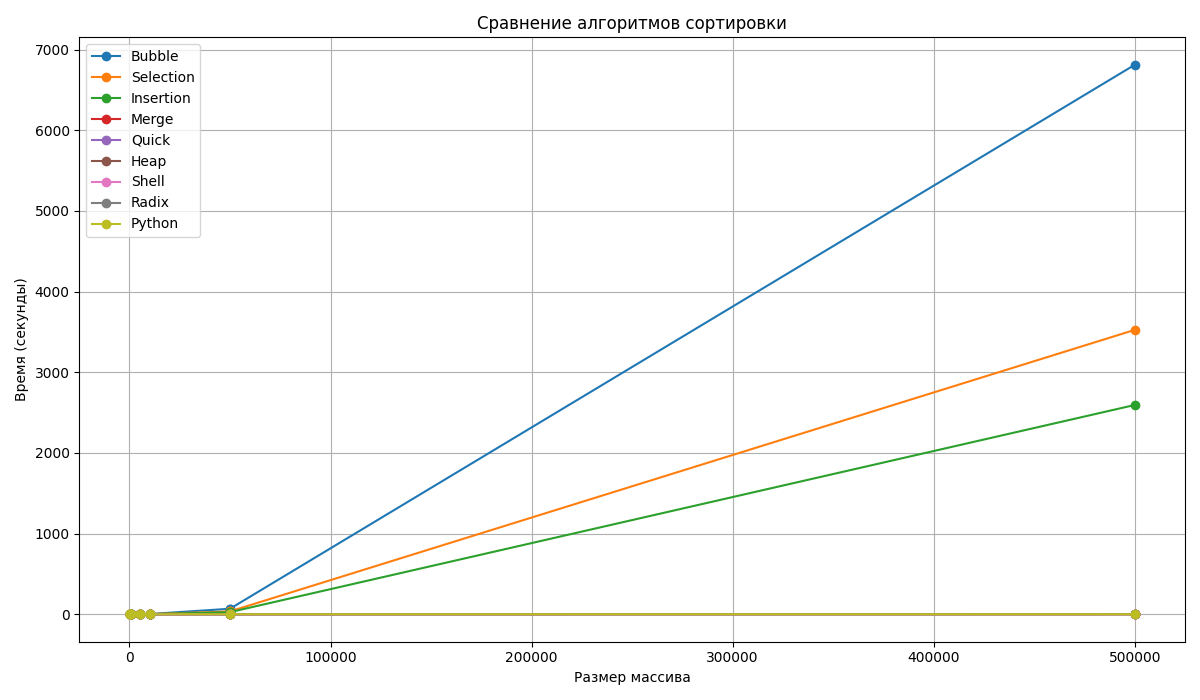 Сравнение алгоритмов сортировки
Bubble
Selection
Insertion
Merge
Quick
Heap
Shell
Radix
Python
Время (секунды)
7000
6000
5000
4000
3000
2000
1000
0
0 100000 200000 300000 400000 500000
Размер массива